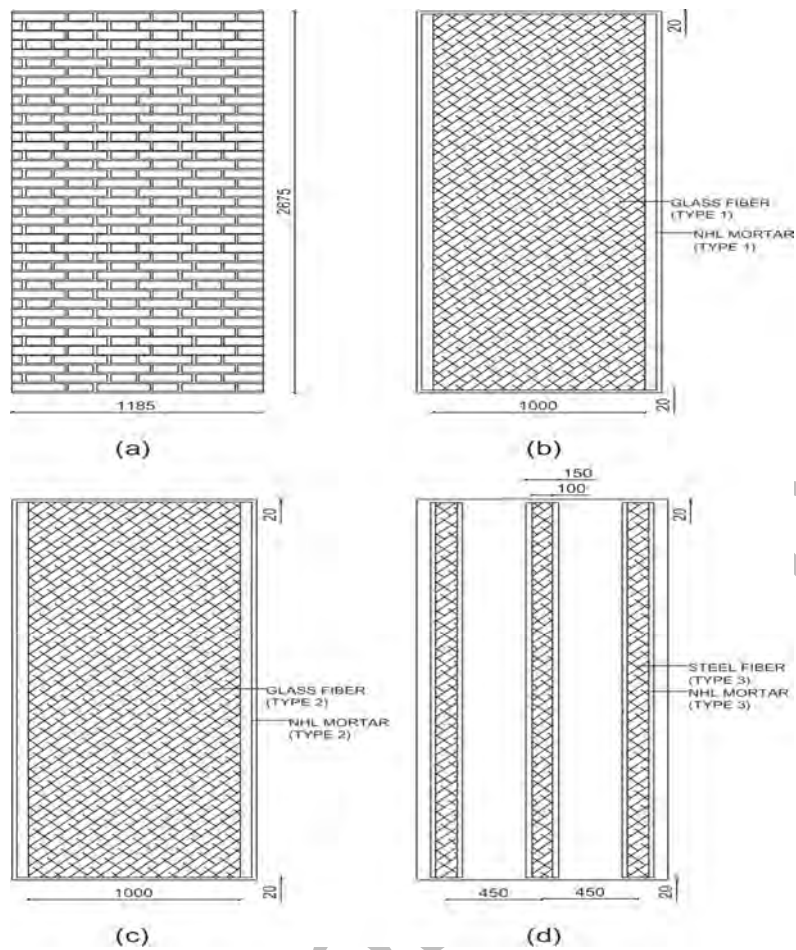 2675
1185
(a)
20
GLASS FIBER
(TYPE 1)
NHL MORTAR
(TYPE 1)
1000
20
(b)
20
GLASS FIBER
(TYPE 2)
NHL MORTAR
(TYPE 2)
1000
20
(c)
150
100
20
STEEL FIBER
(TYPE 3)
NHL MORTAR
(TYPE 3)
450
450
20
(d)